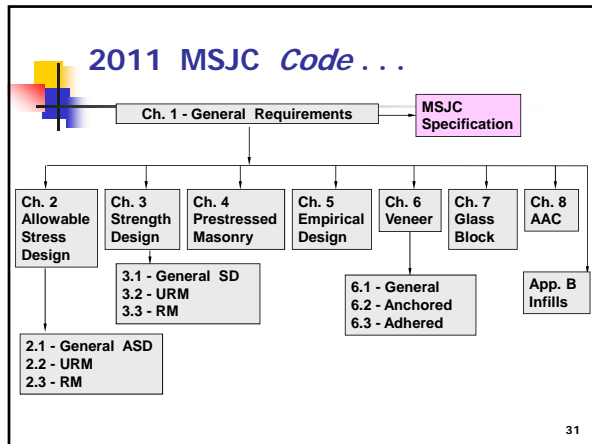 2011 MSJC Code . . .
Ch. 1 - General Requirements
MSJC
Specification
Ch. 2
Allowable
Stress
Design
Ch. 3
Strength
Design
Ch. 4
Prestressed
Masonry
Ch. 5
Empirical
Design
Ch. 6
Veneer
Ch. 7
Glass
Block
Ch. 8
AAC
3.1 - General SD
3.2 - URM
3.3 - RM
6.1 - General
6.2 - Anchored
6.3 - Adhered
App. B
Infills
2.1 - General ASD
2.2 - URM
2.3 - RM
31